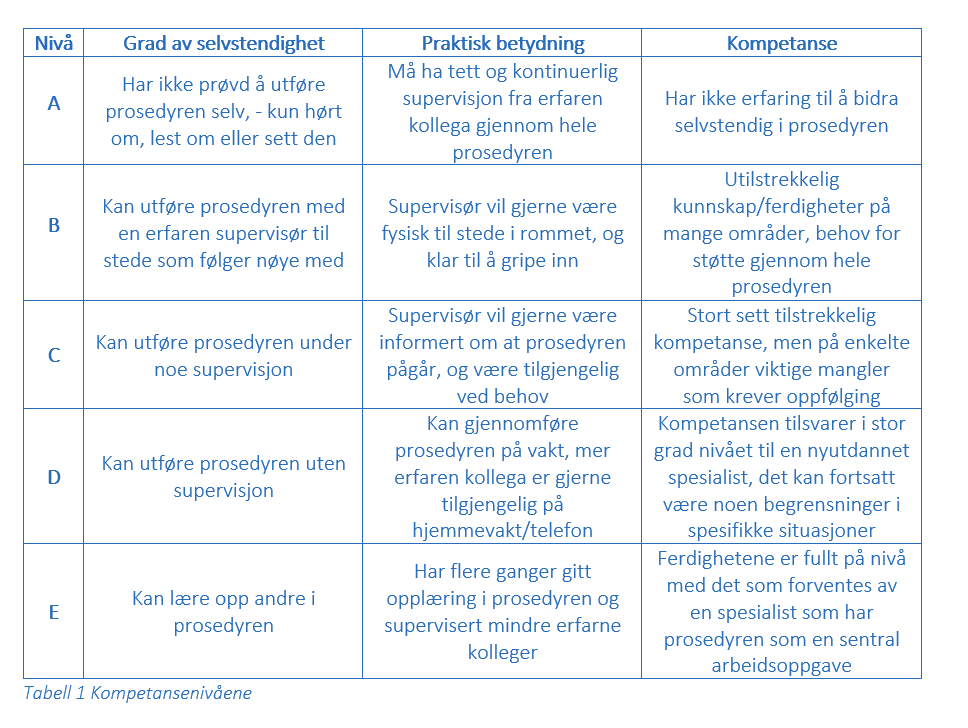 Nivå Grad av selvstendighet Praktisk betydning Kompetanse
A
Har ikke prøvd å utføre
prosedyren selv, - kun hørt
om, lest om eller sett den
Må ha tett og kontinuerlig
supervisjon fra erfaren
kollega gjennom hele
prosedyren
Har ikke erfaring til å bidra
selvstendig i prosedyren
B
Kan utføre prosedyren med
en erfaren supervisør til
stede som følger nøye med
Supervisør vil gjerne være
fysisk til stede i rommet, og
klar til å gripe inn
Utilstrekkelig
kunnskap/ferdigheter på
mange områder, behov for
støtte gjennom hele
prosedyren
C
Kan utføre prosedyren under
noe supervisjon
Supervisør vil gjerne være
informert om at prosedyren
pågår, og være tilgjengelig
ved behov
Stort sett tilstrekkelig
kompetanse, men på enkelte
områder viktige mangler
som krever oppfølging
D
Kan utføre prosedyren uten
supervisjon
Kan gjennomføre
prosedyren på vakt, mer
erfaren kollega er gjerne
tilgjengelig på
hjemmevakt/telefon
Kompetansen tilsvarer i stor
grad nivået til en nyutdannet
spesialist, det kan fortsatt
være noen begrensninger i
spesifikke situasjoner
E
Kan lære opp andre i
prosedyren
Har flere ganger gitt
opplæring i prosedyren og
supervisert mindre erfarne
kolleger
Ferdighetene er fullt på nivå
med det som forventes av
en spesialist som har
prosedyren som en sentral
arbeidsoppgave
Tabell 1 Kompetansenivåene